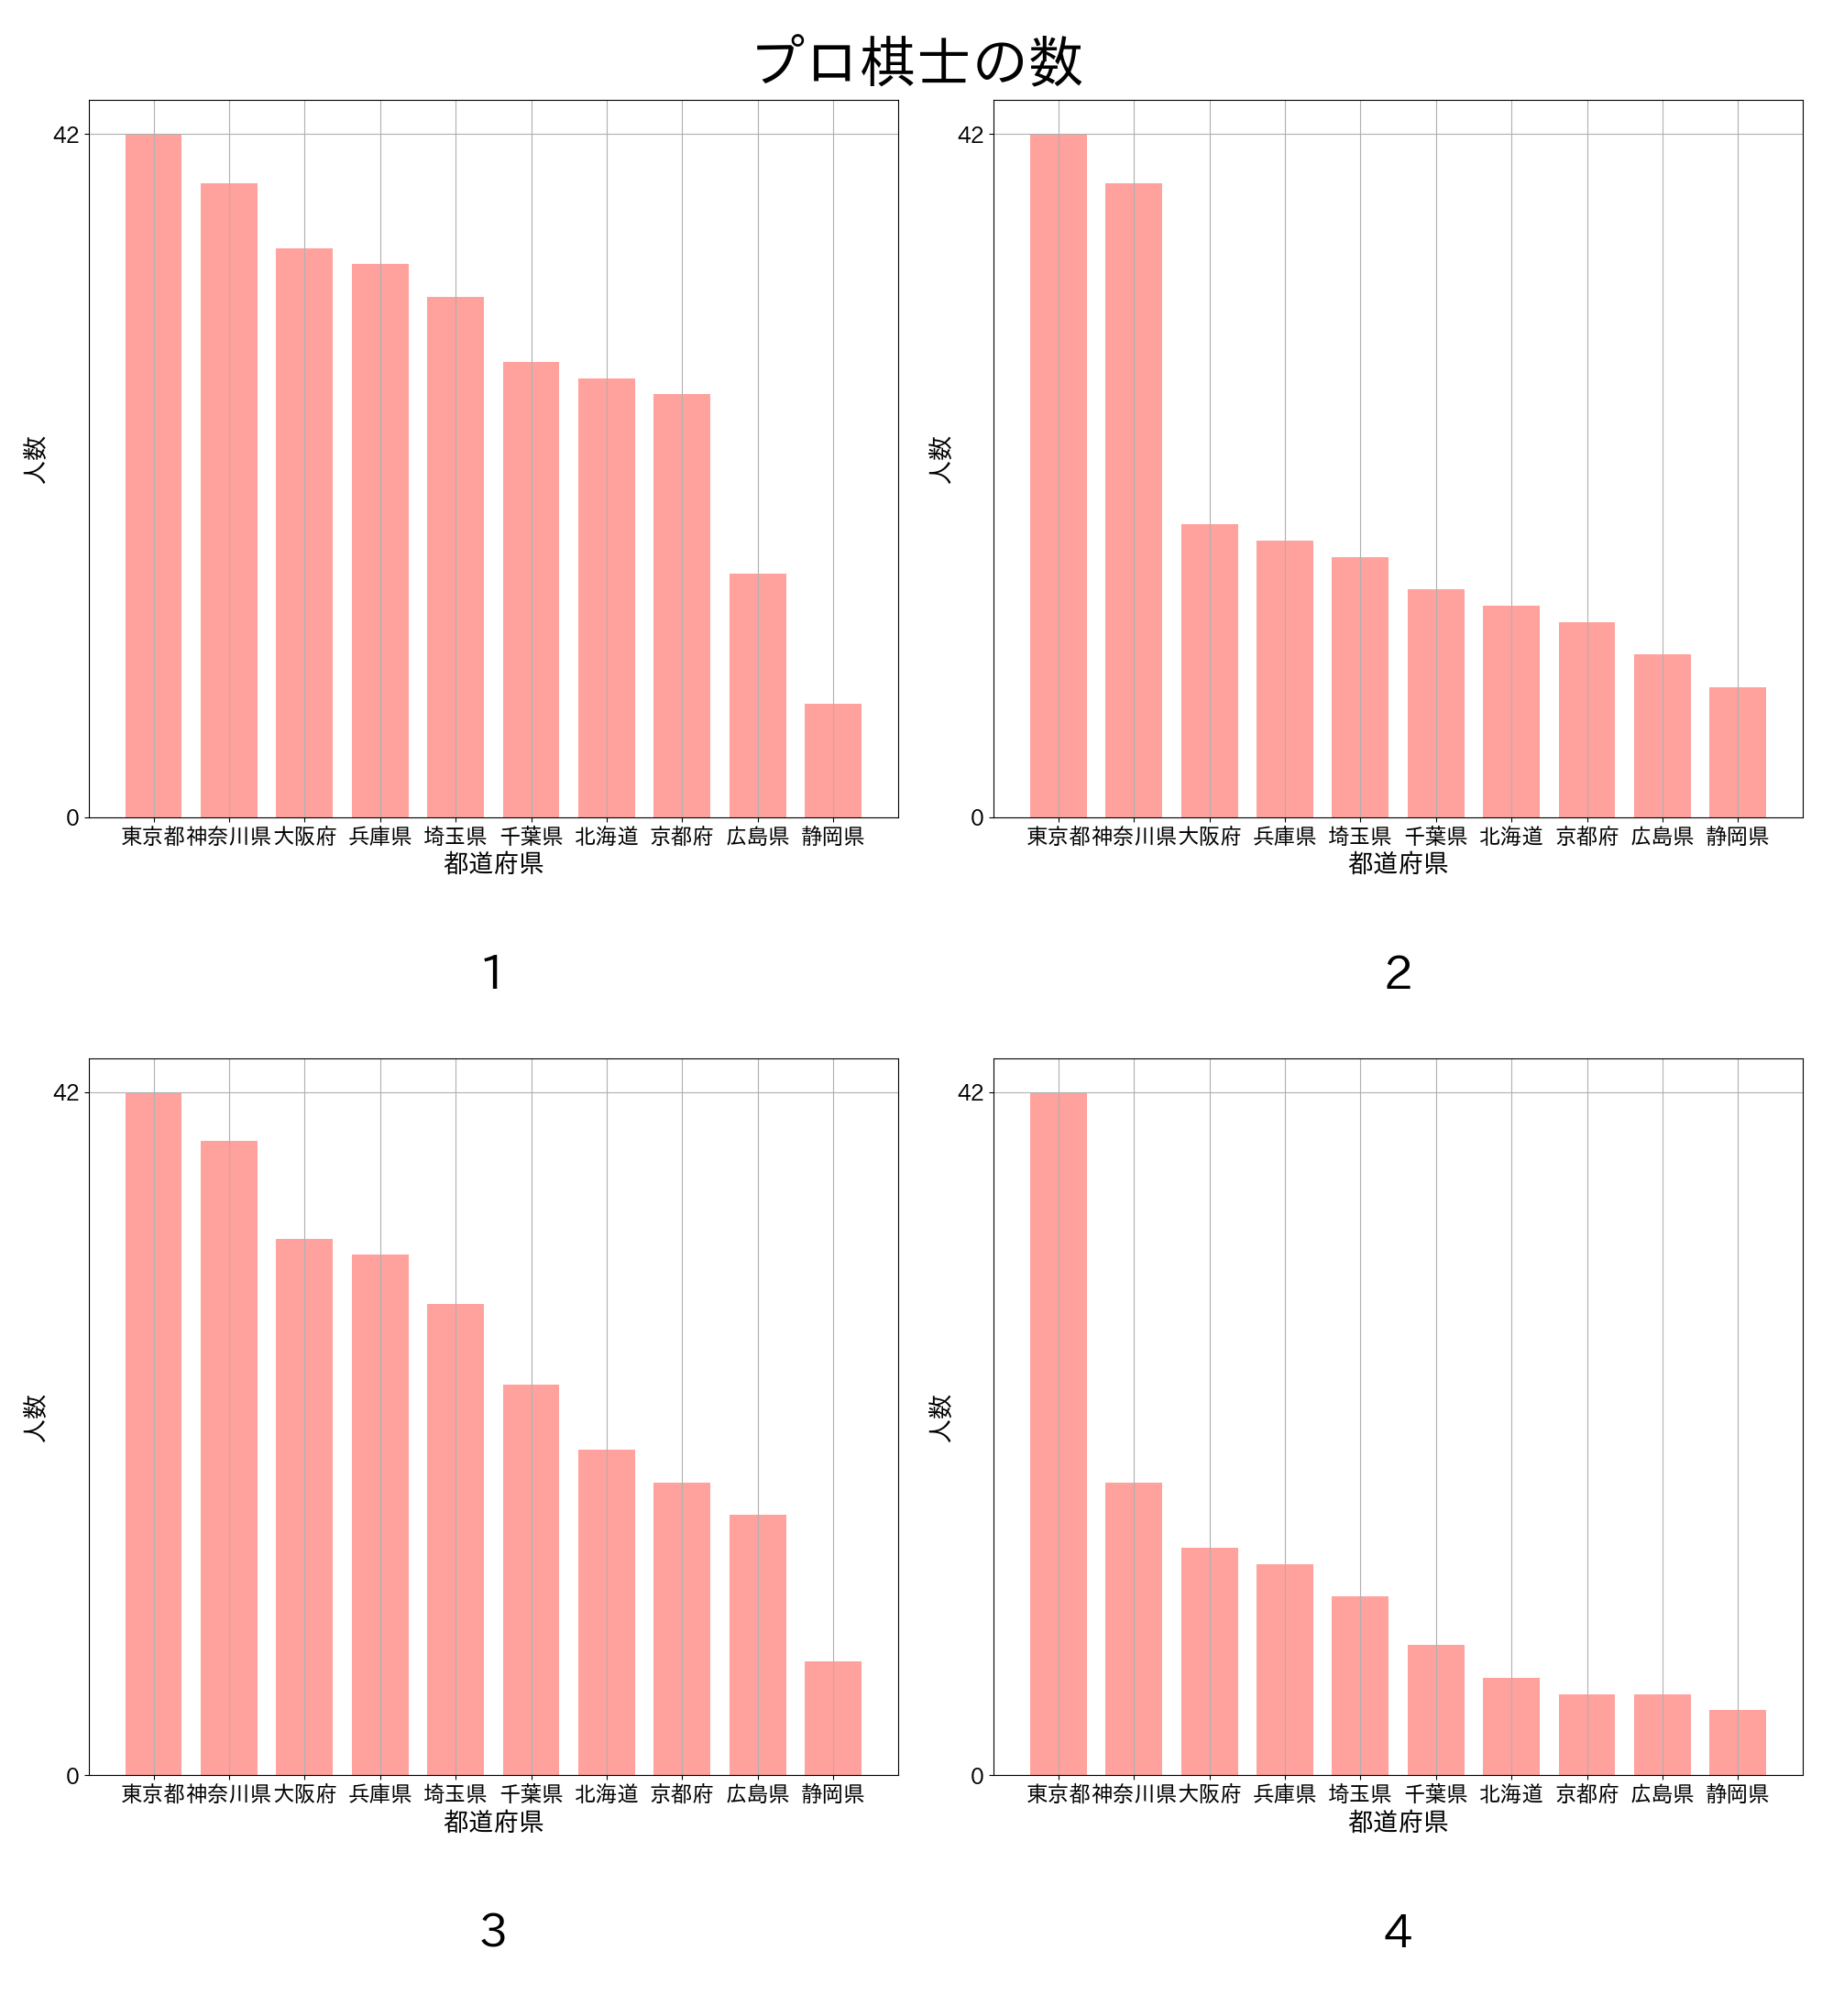 プロ棋士の数
42
人数
0
東京都 神奈川県 大阪府 兵庫県 埼玉県 千葉県 北海道 京都府 広島県 静岡県
都道府県
1
42
人数
0
東京都 神奈川県 大阪府 兵庫県 埼玉県 千葉県 北海道 京都府 広島県 静岡県
都道府県
2
42
人数
0
東京都 神奈川県 大阪府 兵庫県 埼玉県 千葉県 北海道 京都府 広島県 静岡県
都道府県
3
42
人数
0
東京都 神奈川県 大阪府 兵庫県 埼玉県 千葉県 北海道 京都府 広島県 静岡県
都道府県
4